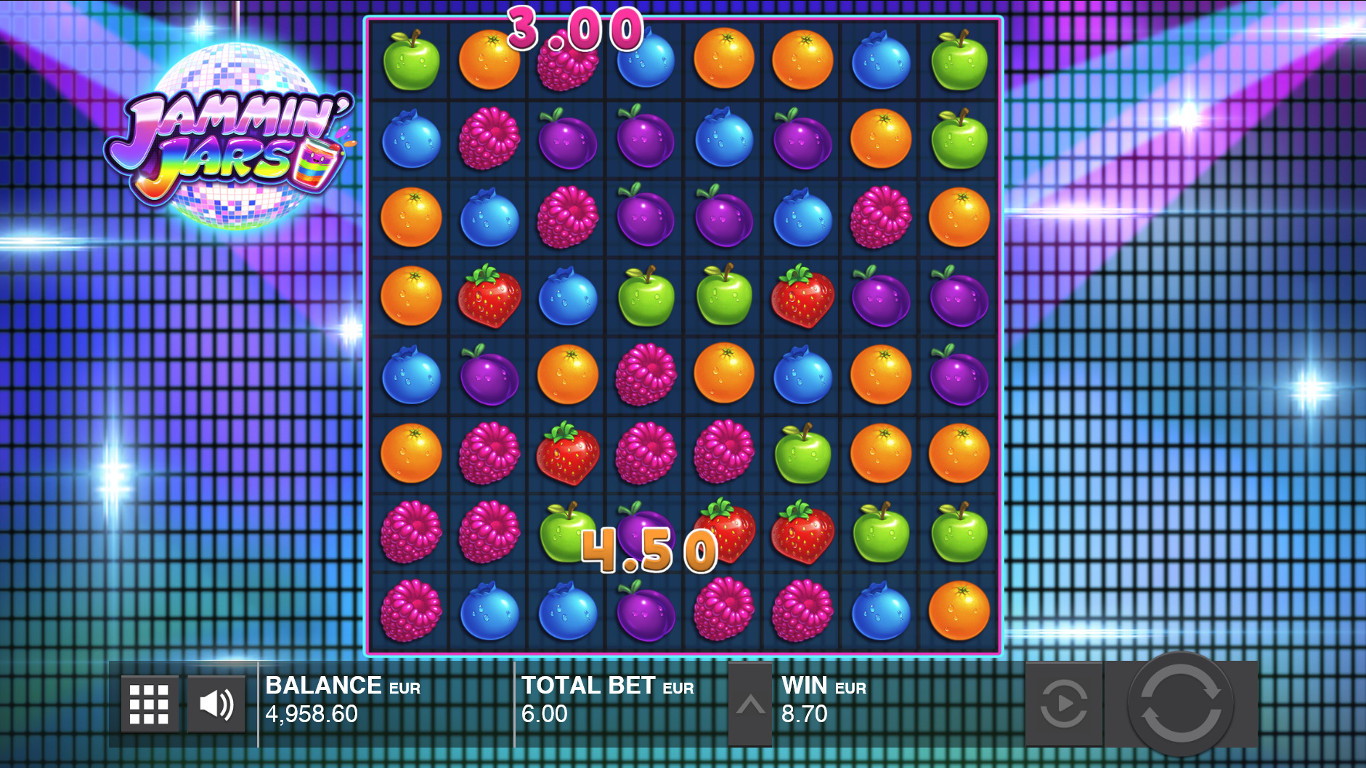 3.00
JAMMIN'
JARS
4.50
BALANCE EUR
4,958.60
TOTAL BET EUR
6.00
WIN EUR
8.70